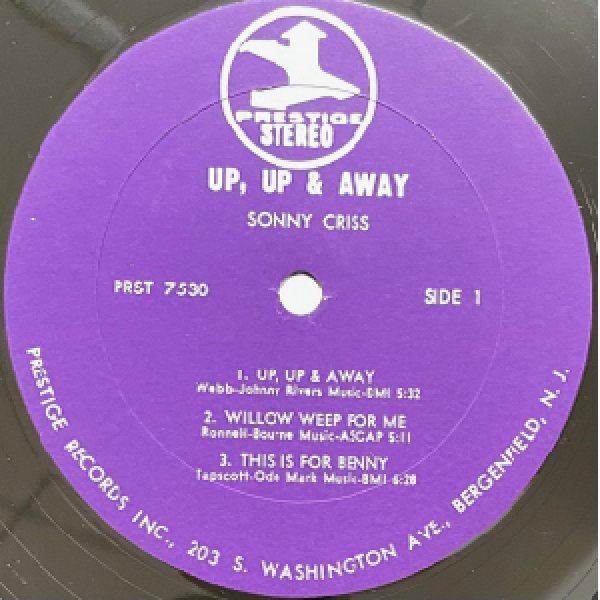 PRESTIGE
STEREO
UP, UP & AWAY
SONNY CRISS
PRST 7530
SIDE 1
1. UP, UP & AWAY
Webb-Johnny Rivers Music-BMI 5:32
2. WILLOW WEEP FOR ME
Ronnell-Bourne Music-ASCAP 5:11
3. THIS IS FOR BENNY
Tapscott-Ode Mark Music-BMI 6:28
PRESTIGE RECORDS INC., 203 S. WASHINGTON AVE., BERGENFIELD, N. J.